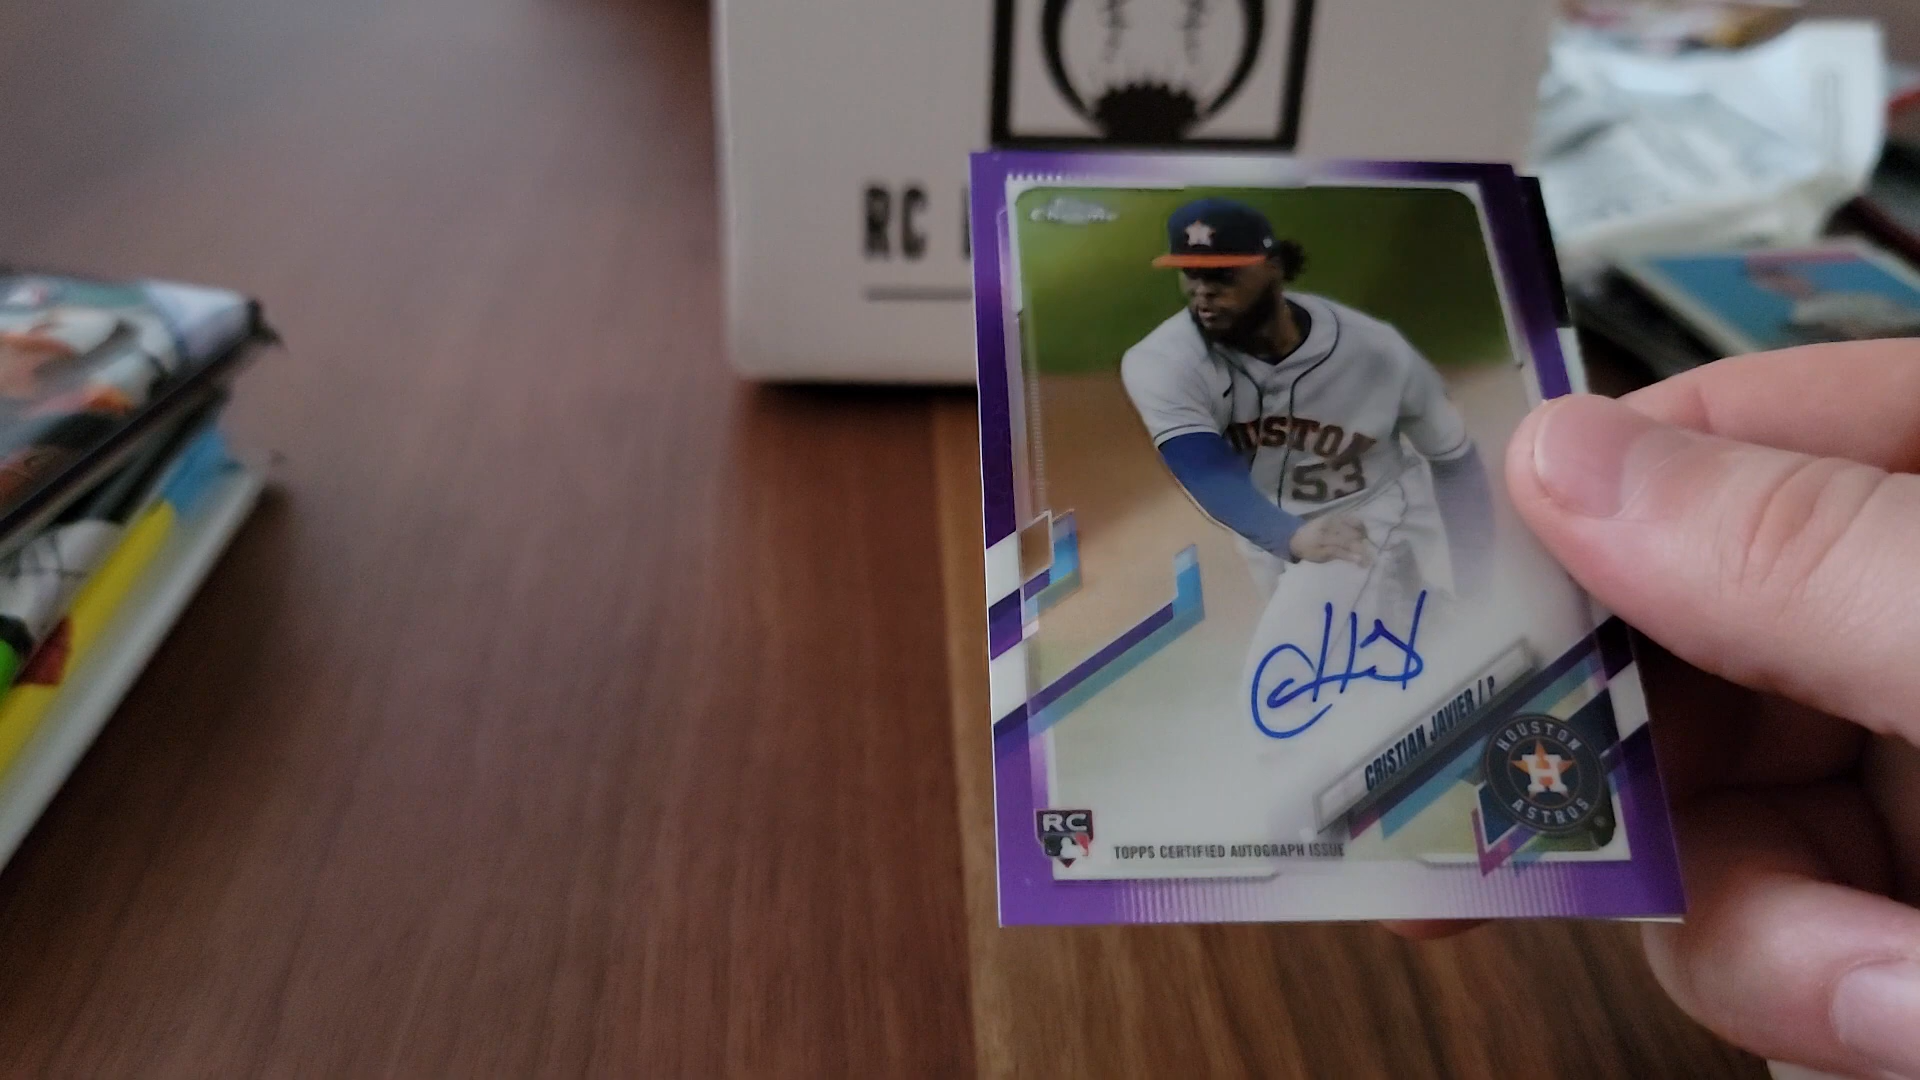 RC
Chrome
HOUSTON
53
CRISTIAN JAVIER / P
HOUSTON
H
ASTROS
RC
TOPPS CERTIFIED AUTOGRAPH ISSUE